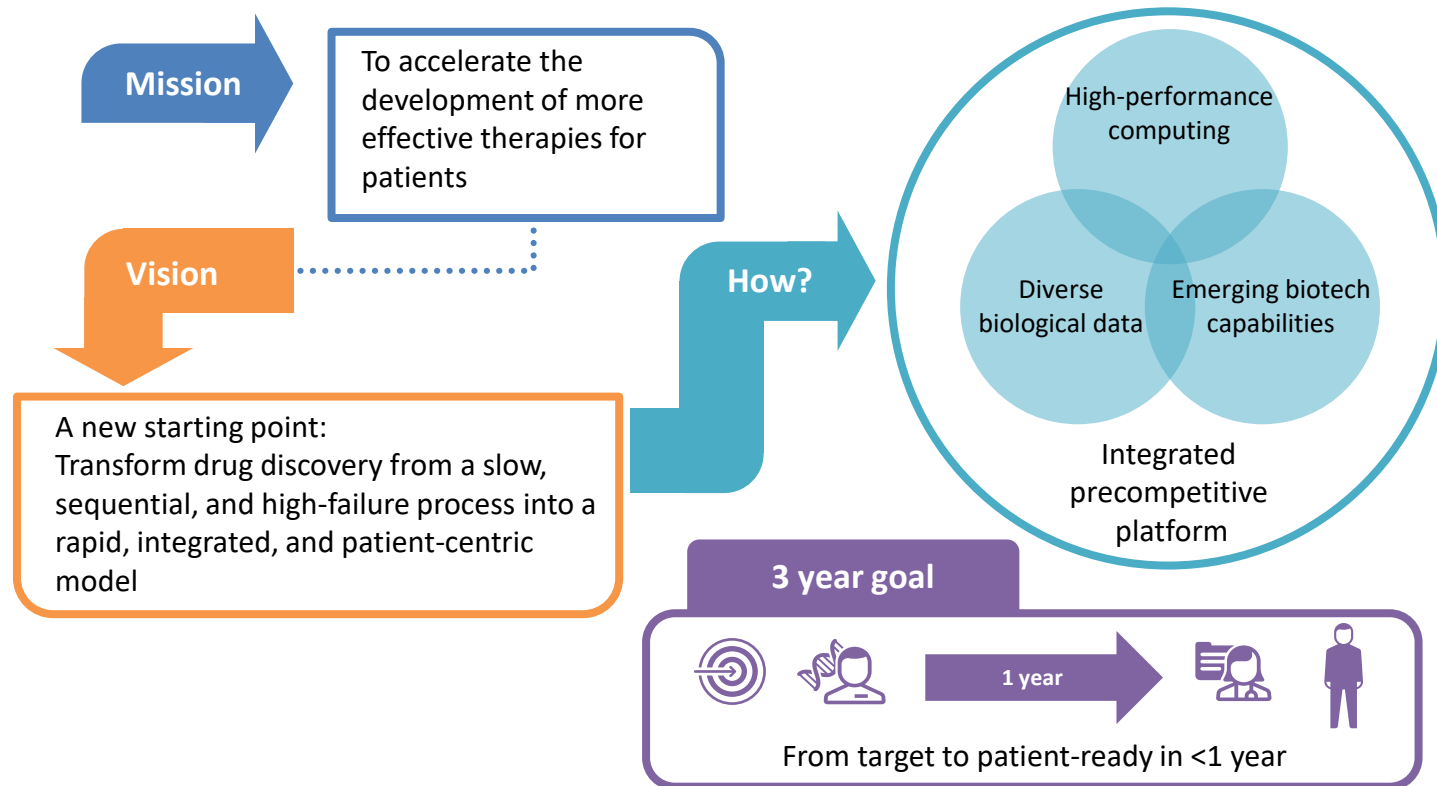 Mission
To accelerate the
development of more
effective therapies for
patients
Vision
A new starting point:
Transform drug discovery from a slow,
sequential, and high-failure process into a
rapid, integrated, and patient-centric
model
How?
High-performance
computing
Diverse
biological data
Emerging biotech
capabilities
Integrated
precompetitive
platform
3 year goal
1 year
From target to patient-ready in <1 year